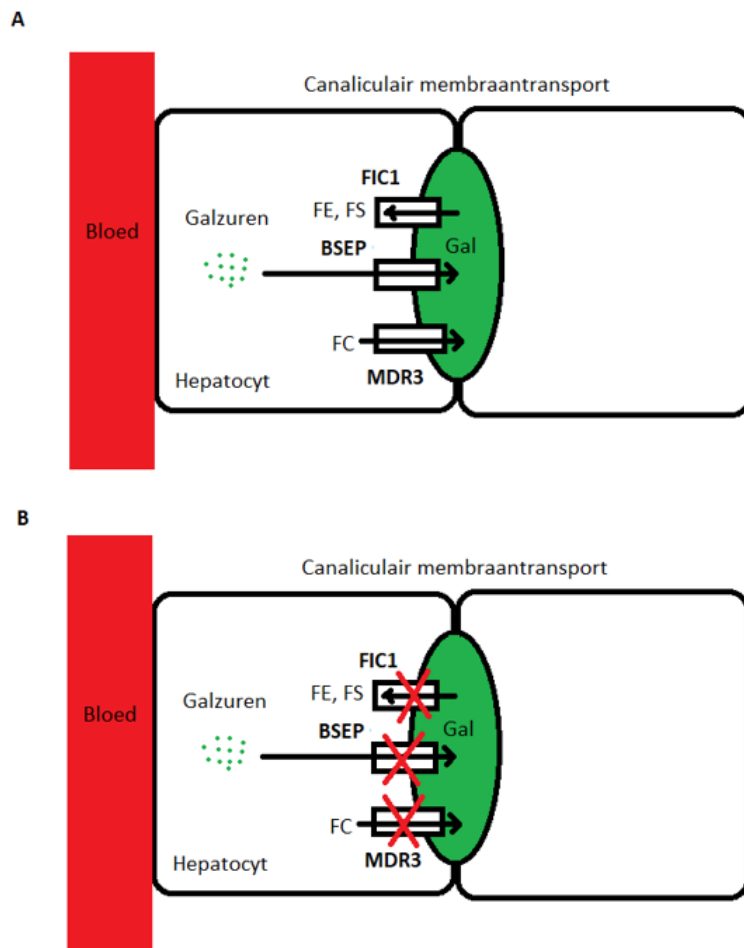 A
Canaliculair membraantransport
FIC1
FE, FS
Galzuren
BSEP
Bloed
Gal
FC
Hepatocyt
MDR3
B
Canaliculair membraantransport
FIC1
FE, FS
Galzuren
BSEP
Bloed
Gal
FC
Hepatocyt
MDR3